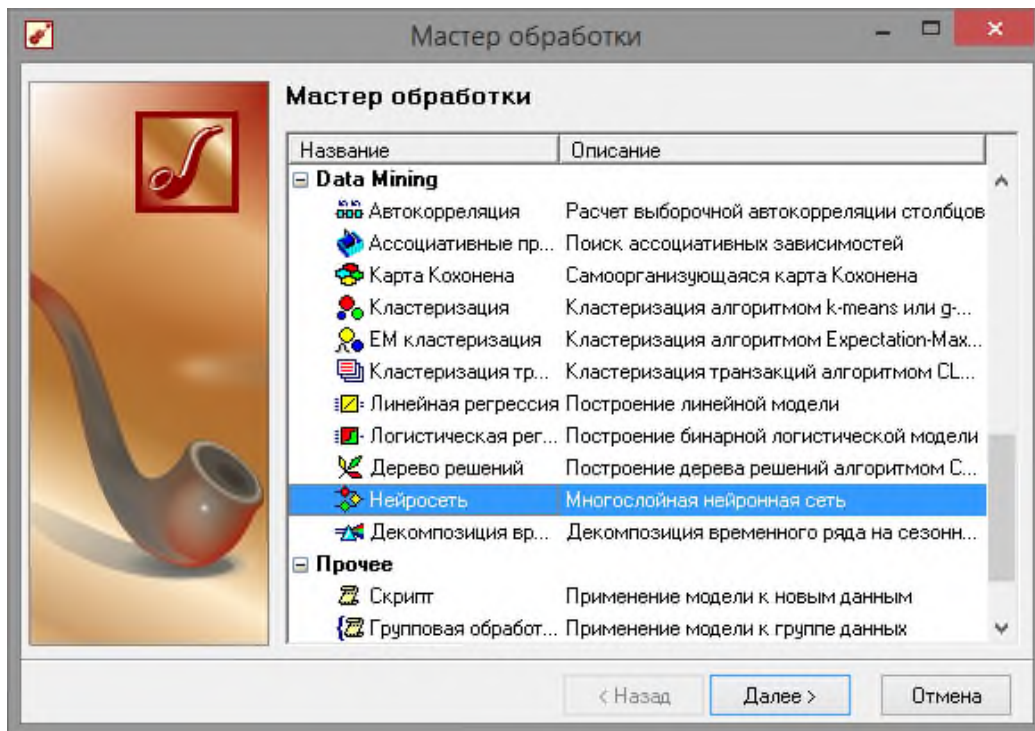 Мастер обработки
Мастер обработки
Название Описание
Data Mining
Автокорреляция Расчет выборочной автокорреляции столбцов
Ассоциативные пр... Поиск ассоциативных зависимостей
Карта Кохонена Самоорганизующаяся карта Кохонена
Кластеризация Кластеризация алгоритмом k-means или g-...
EM кластеризация Кластеризация алгоритмом Expectation-Max...
Кластеризация тр... Кластеризация транзакций алгоритмом CL...
Линейная регрессия Построение линейной модели
Логистическая рег... Построение бинарной логистической модели
Дерево решений Построение дерева решений алгоритмом C...
Нейросеть Многослойная нейронная сеть
Декомпозиция вр... Декомпозиция временного ряда на сезонн...
Прочее
Скрипт Применение модели к новым данным
Групповая обработ... Применение модели к группе данных
< Назад Далее > Отмена